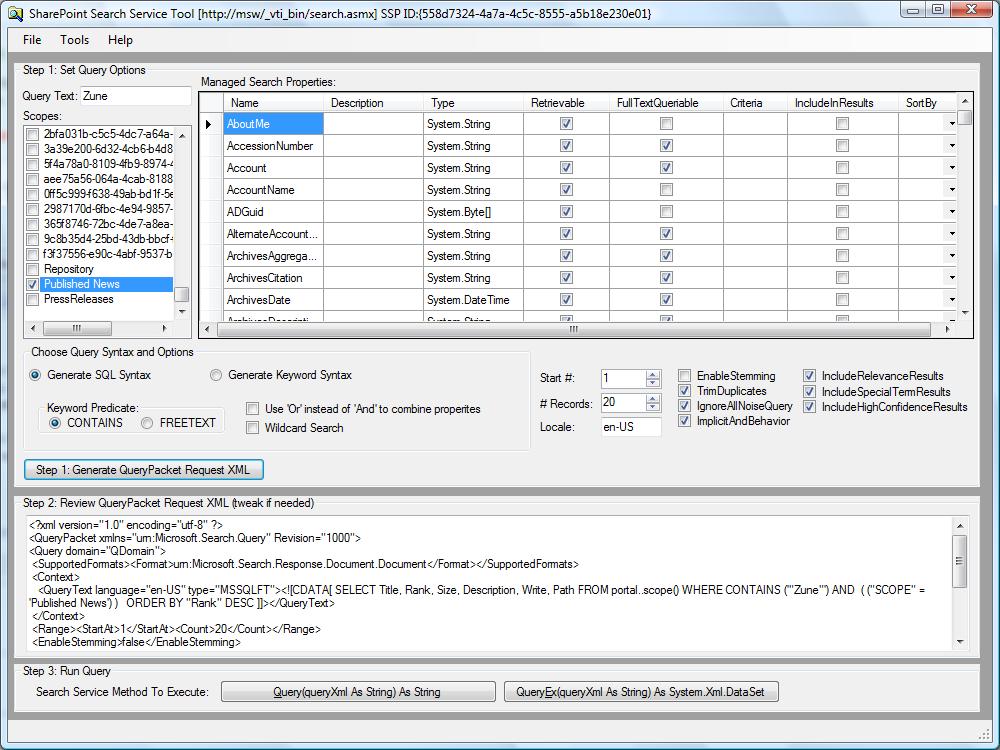 SharePoint Search Service Tool [http://msw/_vti_bin/search.asmx] SSP ID:{558d7324-4a7a-4c5c-8555-a5b18e230e01}
File Tools Help
Step 1: Set Query Options
Query Text: Zune
Scopes:
2bfa031b-c5c5-4dc7-a64a-
3a39e200-6d32-4cb6-b4d8
5f4a78a0-8109-4fb9-8974-4
aee75a56-064a-4cab-8188
0ff5c999-f638-49ab-bd1f-5e
2987170d-6fbc-4e94-9857-
365f8746-72bc-4de7-a8ea-
9c8b35d4-25bd-43db-bbcf-
f3f37556-e90c-4abf-9537-b
Repository
Published News
PressReleases
Managed Search Properties:
Name Description Type Retrievable FullTextQueriable Criteria IncludeInResults SortBy
AboutMe System.String
AccessionNumber System.String
Account System.String
AccountName System.String
ADGuid System.Byte[]
AlternateAccount... System.String
ArchivesAggrega... System.String
ArchivesCitation System.String
ArchivesDate System.DateTime
ArchivesDescripti... System.String
Choose Query Syntax and Options
Generate SQL Syntax Generate Keyword Syntax
Keyword Predicate:
CONTAINS FREETEXT
Use 'Or' instead of 'And' to combine properites
Wildcard Search
Start #: 1
# Records: 20
Locale: en-US
EnableStemming
TrimDuplicates
IgnoreAllNoiseQuery
ImplicitAndBehavior
IncludeRelevanceResults
IncludeSpecialTermResults
IncludeHighConfidenceResults
Step 1: Generate QueryPacket Request XML
Step 2: Review QueryPacket Request XML (tweak if needed)
<?xml version="1.0" encoding="utf-8" ?>
<QueryPacket xmlns="urn:Microsoft.Search.Query" Revision="1000">
<Query domain="QDomain">
<SupportedFormats><Format>urn:Microsoft.Search.Response.Document.Document</Format></SupportedFormats>
<Context>
<QueryText language="en-US" type="MSSQLFT"><![CDATA[ SELECT Title, Rank, Size, Description, Write, Path FROM portal..scope() WHERE CONTAINS ('"Zune"') AND ( ("SCOPE" =
'Published News') ) ORDER BY "Rank" DESC ]]></QueryText>
</Context>
<Range><StartAt>1</StartAt><Count>20</Count></Range>
<EnableStemming>false</EnableStemming>
Step 3: Run Query
Search Service Method To Execute: Query(queryXml As String) As String QueryEx(queryXml As String) As System.Xml.DataSet